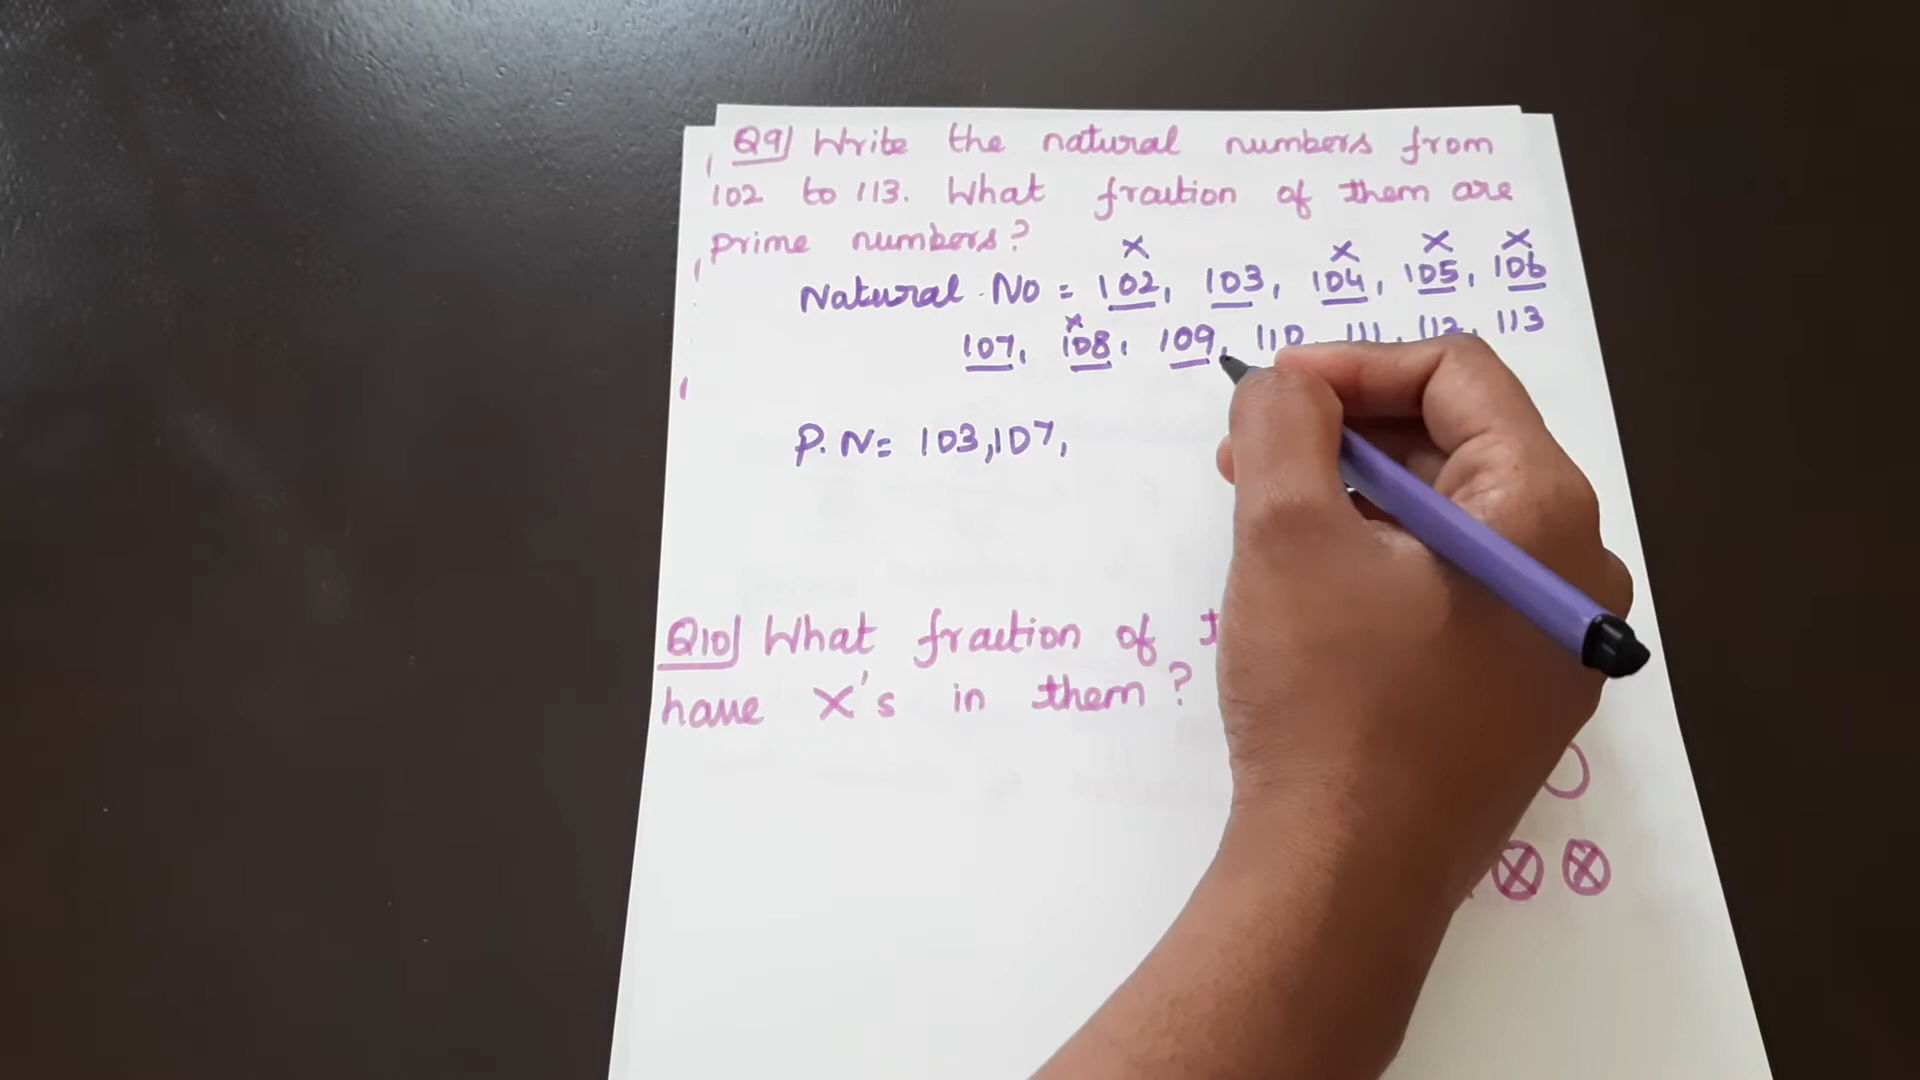 Q9) Write the natural numbers from
102 to 113. What fraction of them are
prime numbers?
x x x x
Natural No = 102, 103, 104, 105, 106
x
107, 108, 109, 110, 111, 112, 113
P.N = 103,107,
Q10) What fraction of
have X's in them?